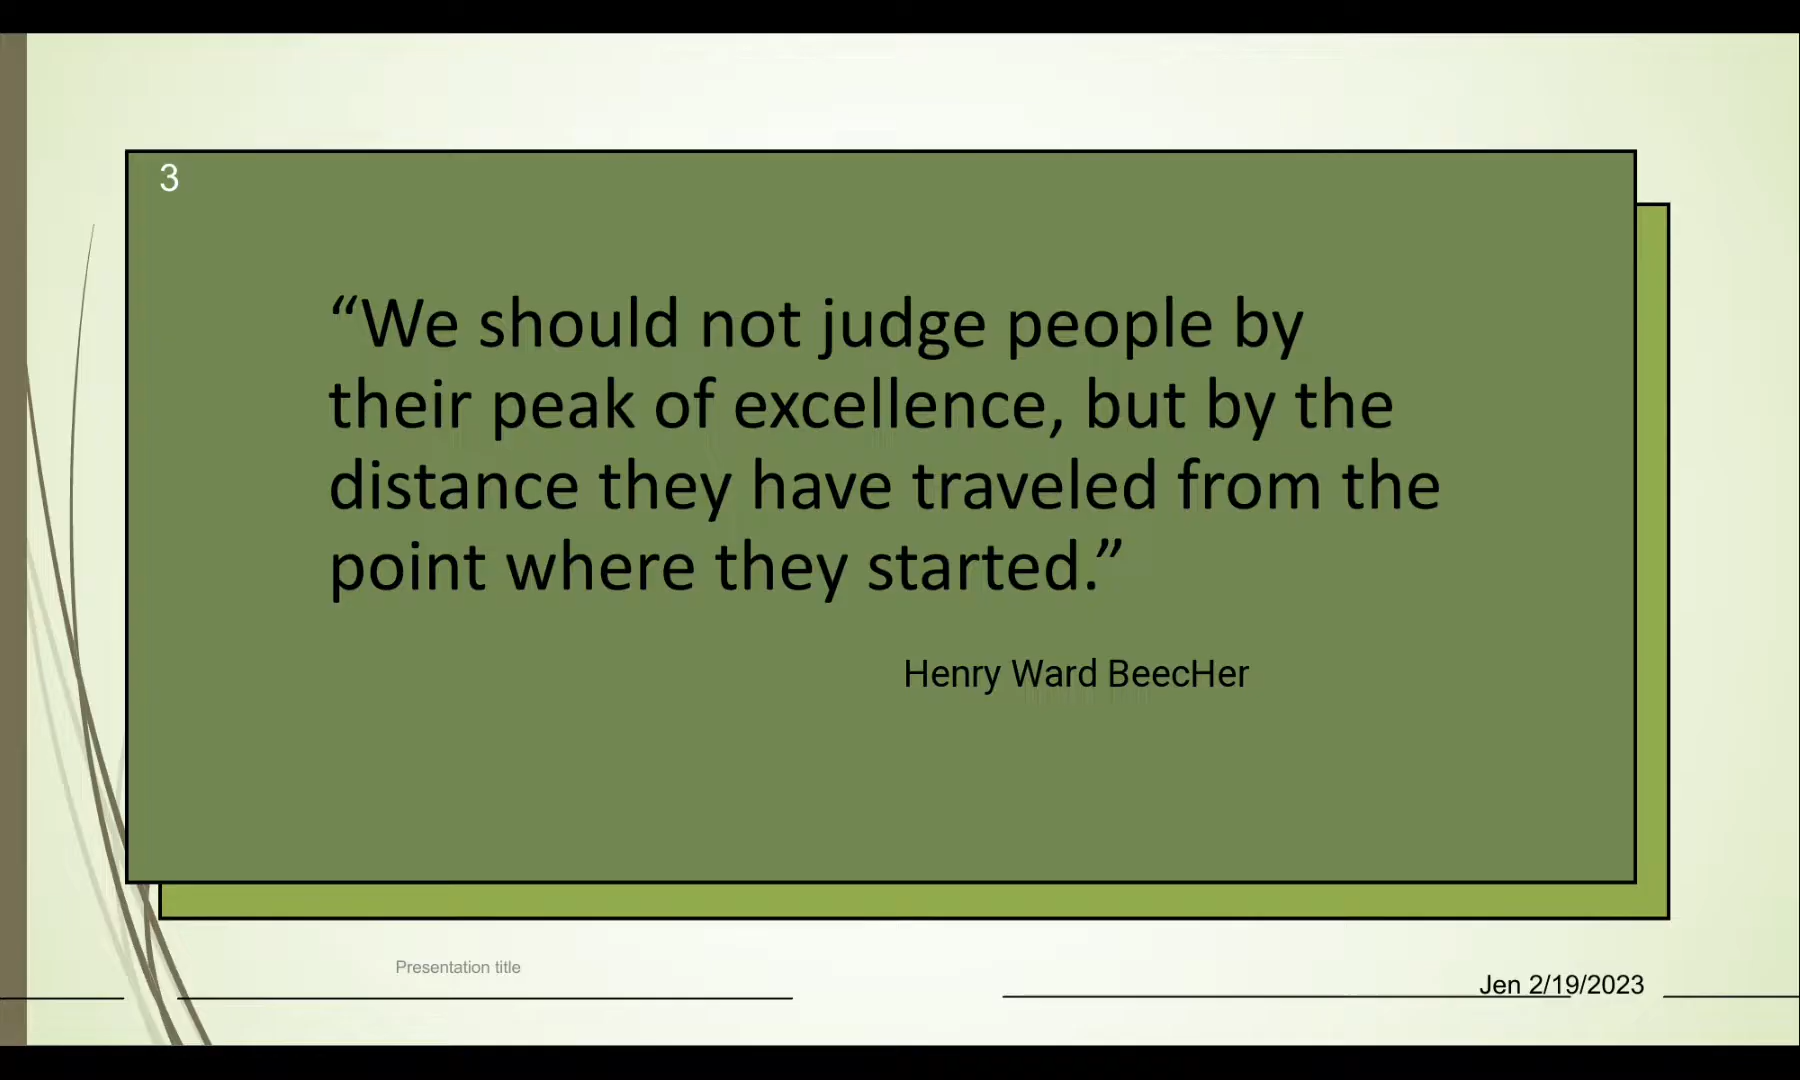 3
“We should not judge people by
their peak of excellence, but by the
distance they have traveled from the
point where they started.”
Henry Ward BeecHer
Presentation title
Jen 2/19/2023